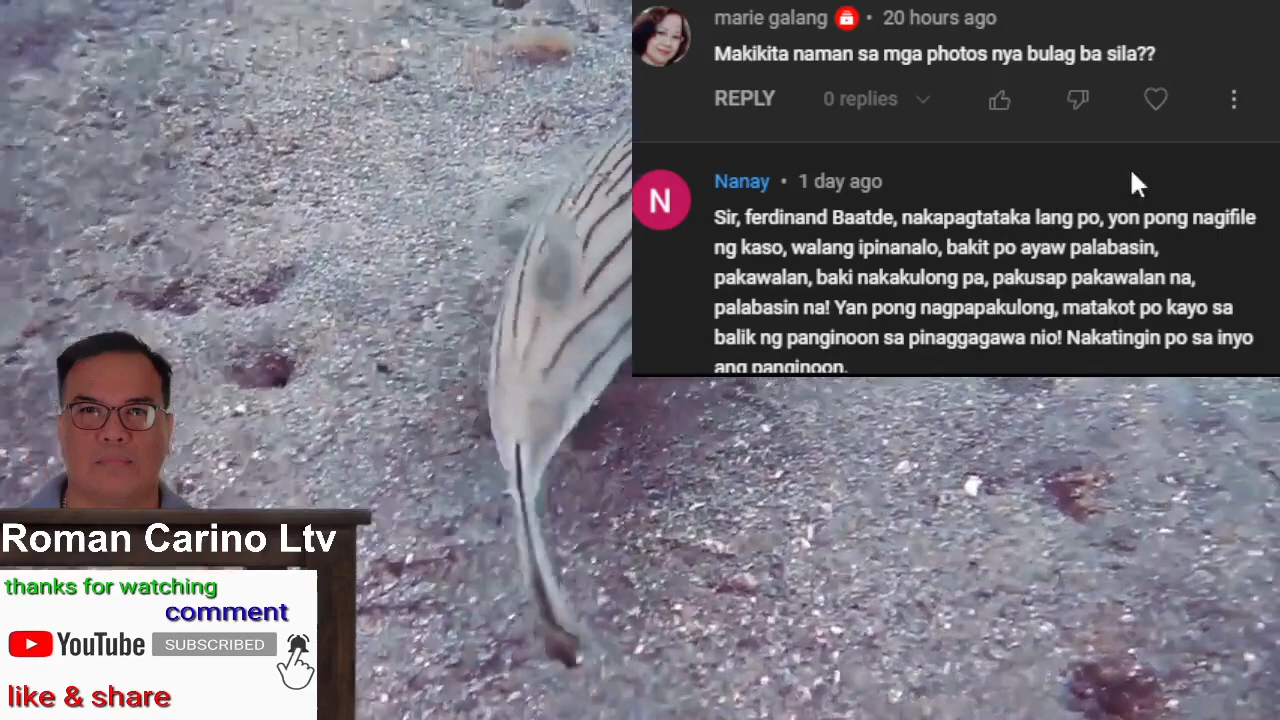 marie galang • 20 hours ago
Makikita naman sa mga photos nya bulag ba sila??
REPLY 0 replies
N
Nanay • 1 day ago
Sir, ferdinand Baatde, nakapagtataka lang po, yon pong nagifile
ng kaso, walang ipinanalo, bakit po ayaw palabasin,
pakawalan, baki nakakulong pa, pakusap pakawalan na,
palabasin na! Yan pong nagpapakulong, matakot po kayo sa
balik ng panginoon sa pinaggagawa nio! Nakatingin po sa inyo
ang panginoon.
Roman Carino Ltv
thanks for watching
comment
YouTube SUBSCRIBED
like & share